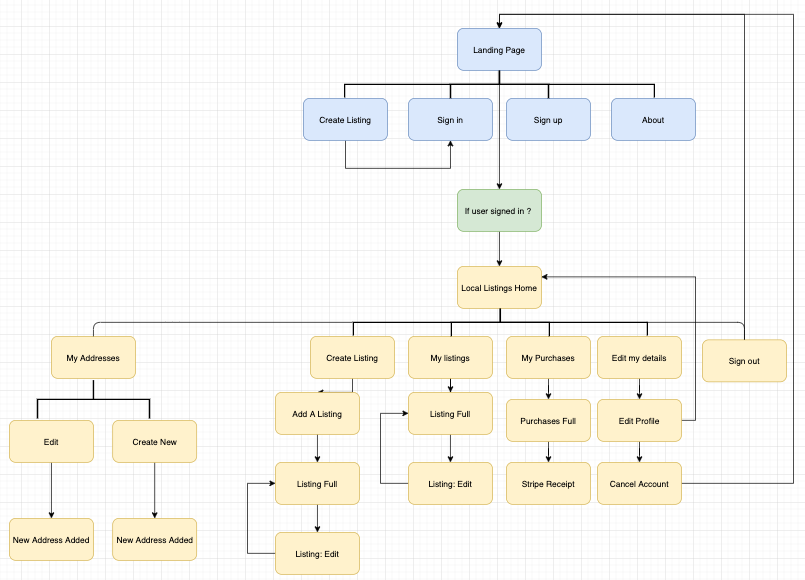 Landing Page
Create Listing
Sign in
Sign up
About
If user signed in ?
Local Listings Home
My Addresses
Create Listing
My listings
My Purchases
Edit my details
Sign out
Add A Listing
Listing Full
Purchases Full
Edit Profile
Edit
Create New
Listing Full
Listing: Edit
Stripe Receipt
Cancel Account
New Address Added
New Address Added
Listing: Edit